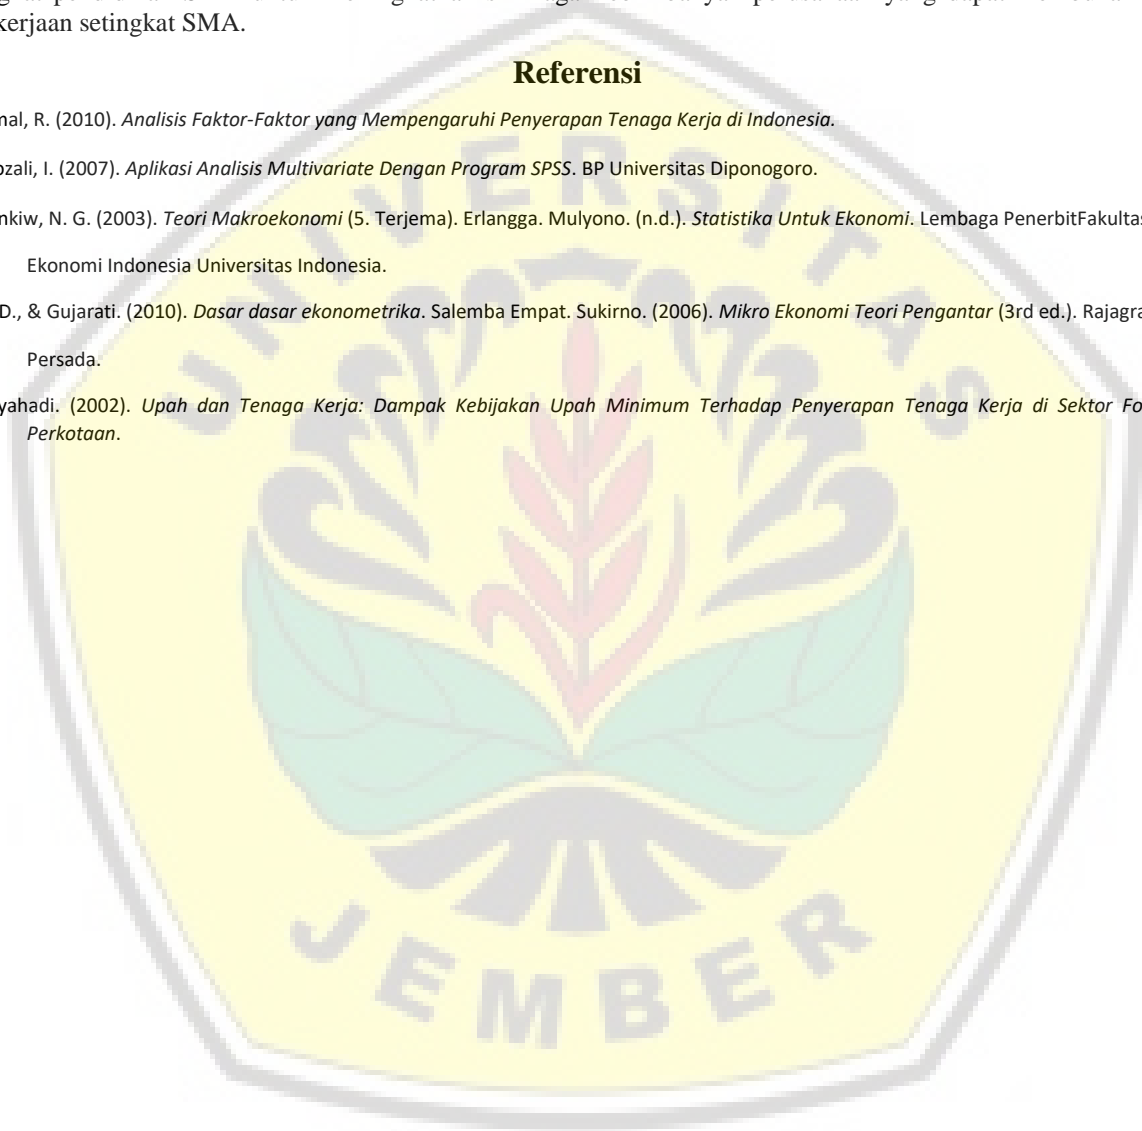 kerjaan setingkat SMA.
Referensi
mal, R. (2010). Analisis Faktor-Faktor yang Mempengaruhi Penyerapan Tenaga Kerja di Indonesia.
ozali, I. (2007). Aplikasi Analisis Multivariate Dengan Program SPSS. BP Universitas Diponogoro.
nkiw, N. G. (2003). Teori Makroekonomi (5. Terjema). Erlangga. Mulyono. (n.d.). Statistika Untuk Ekonomi. Lembaga PenerbitFakultas
Ekonomi Indonesia Universitas Indonesia.
D., & Gujarati. (2010). Dasar dasar ekonometrika. Salemba Empat. Sukirno. (2006). Mikro Ekonomi Teori Pengantar (3rd ed.). Rajagra
Persada.
yahadi. (2002). Upah dan Tenaga Kerja: Dampak Kebijakan Upah Minimum Terhadap Penyerapan Tenaga Kerja di Sektor Fo
Perkotaan.
UNIVERSITAS
JEMBER